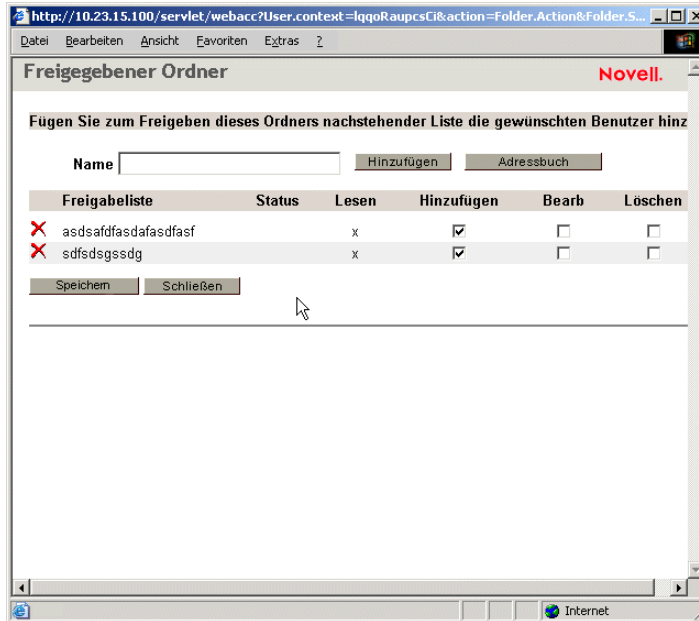 http://10.23.15.100/servlet/webacc?User.context=lqqoRaupcsCi&action=Folder.Action&Folder.S...
Datei Bearbeiten Ansicht Favoriten Extras ?
Freigegebener Ordner Novell.
Fügen Sie zum Freigeben dieses Ordners nachstehender Liste die gewünschten Benutzer hinz
Name Hinzufügen Adressbuch
Freigabeliste Status Lesen Hinzufügen Bearb Löschen
asdsafdfasdafasdfasf x
sdfsdsgssdg x
Speichern Schließen
Internet